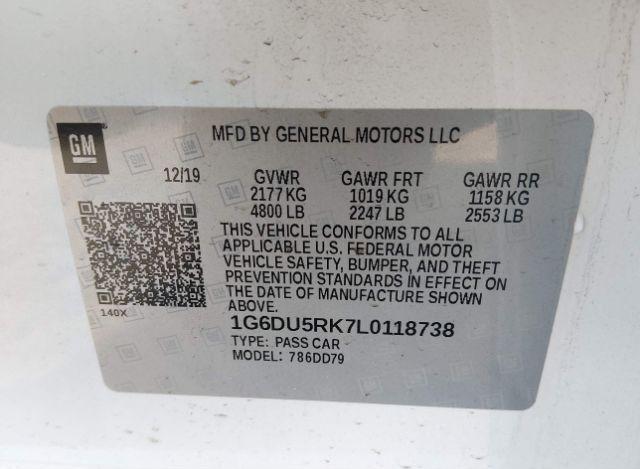 GM
MFD BY GENERAL MOTORS LLC
12/19 GVWR GAWR FRT GAWR RR
2177 KG 1019 KG 1158 KG
4800 LB 2247 LB 2553 LB
THIS VEHICLE CONFORMS TO ALL
APPLICABLE U.S. FEDERAL MOTOR
VEHICLE SAFETY, BUMPER, AND THEFT
PREVENTION STANDARDS IN EFFECT ON
THE DATE OF MANUFACTURE SHOWN
ABOVE.
140X
1G6DU5RK7L0118738
TYPE: PASS CAR
MODEL: 786DD79